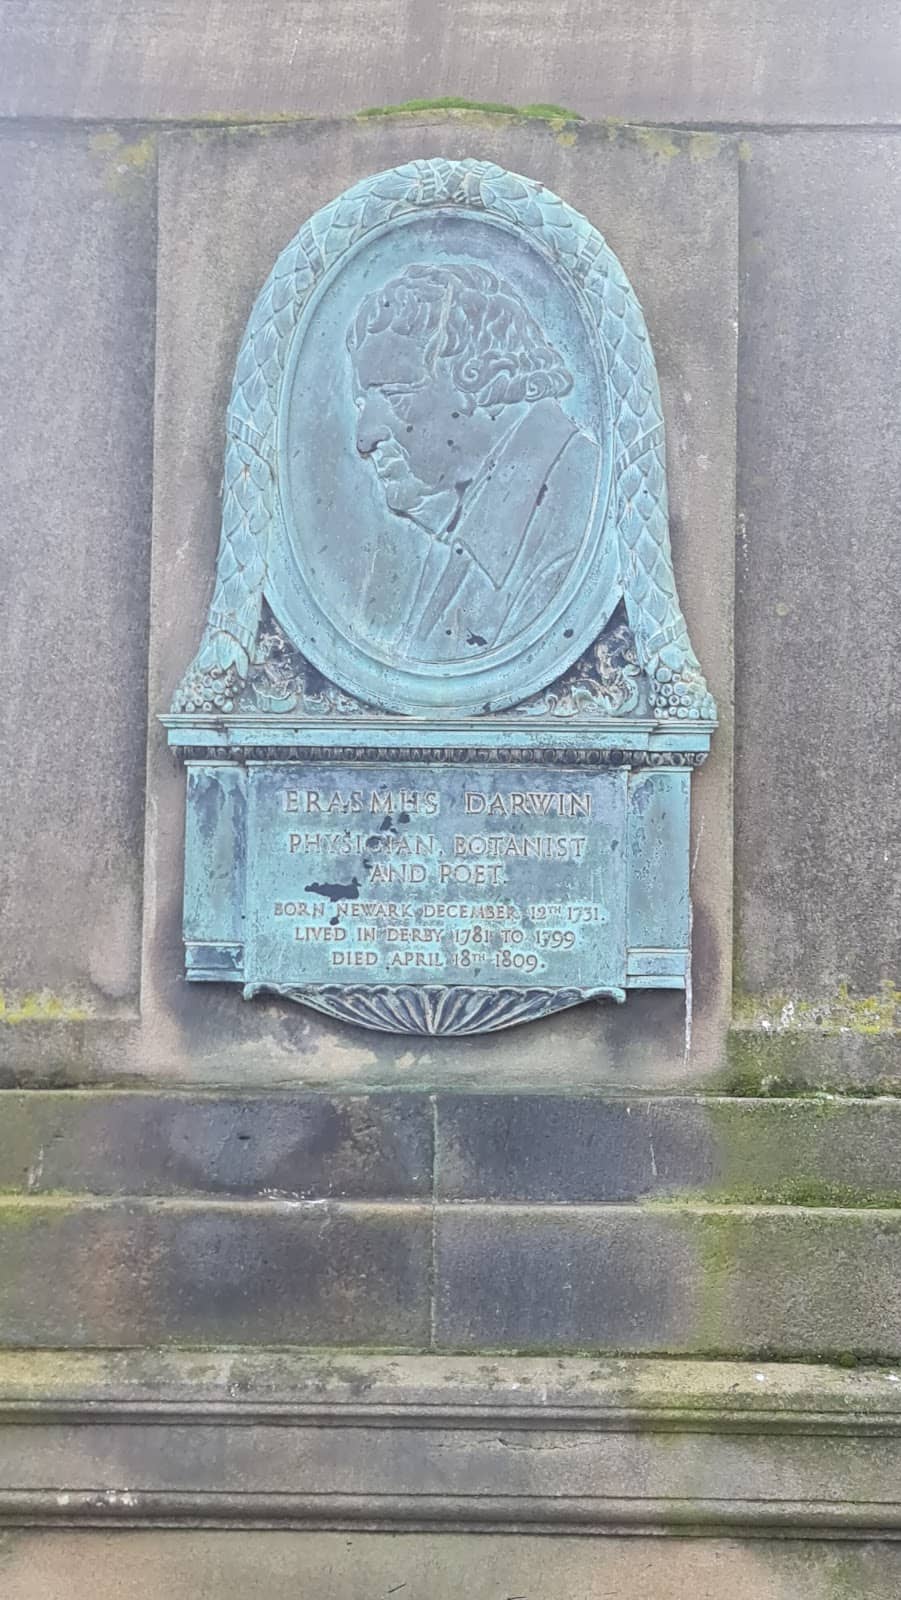 ERASMUS DARWIN
PHYSICIAN, BOTANIST
AND POET.
BORN NEWARK DECEMBER 12TH 1731.
LIVED IN DERBY 1781 TO 1799
DIED APRIL 18TH 1809.